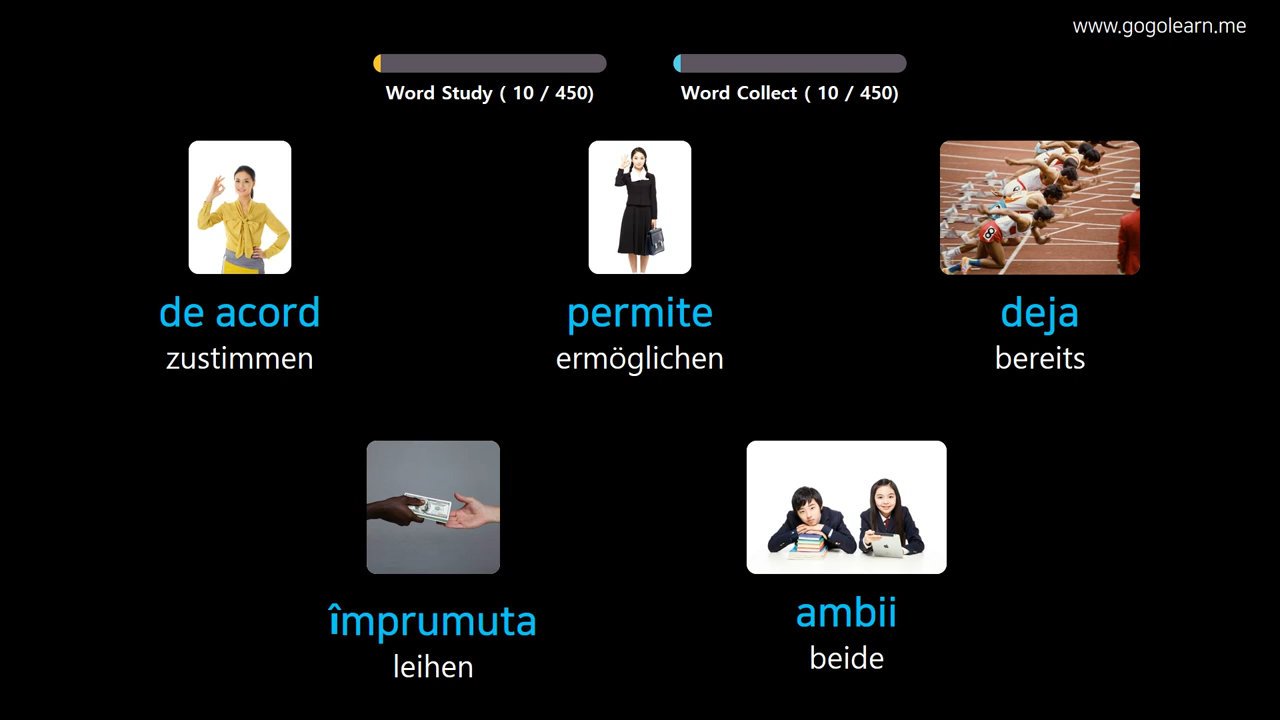 www.gogolearn.me
Word Study ( 10 / 450)
Word Collect ( 10 / 450)
de acord
zustimmen
permite
ermöglichen
deja
bereits
împrumuta
leihen
ambii
beide